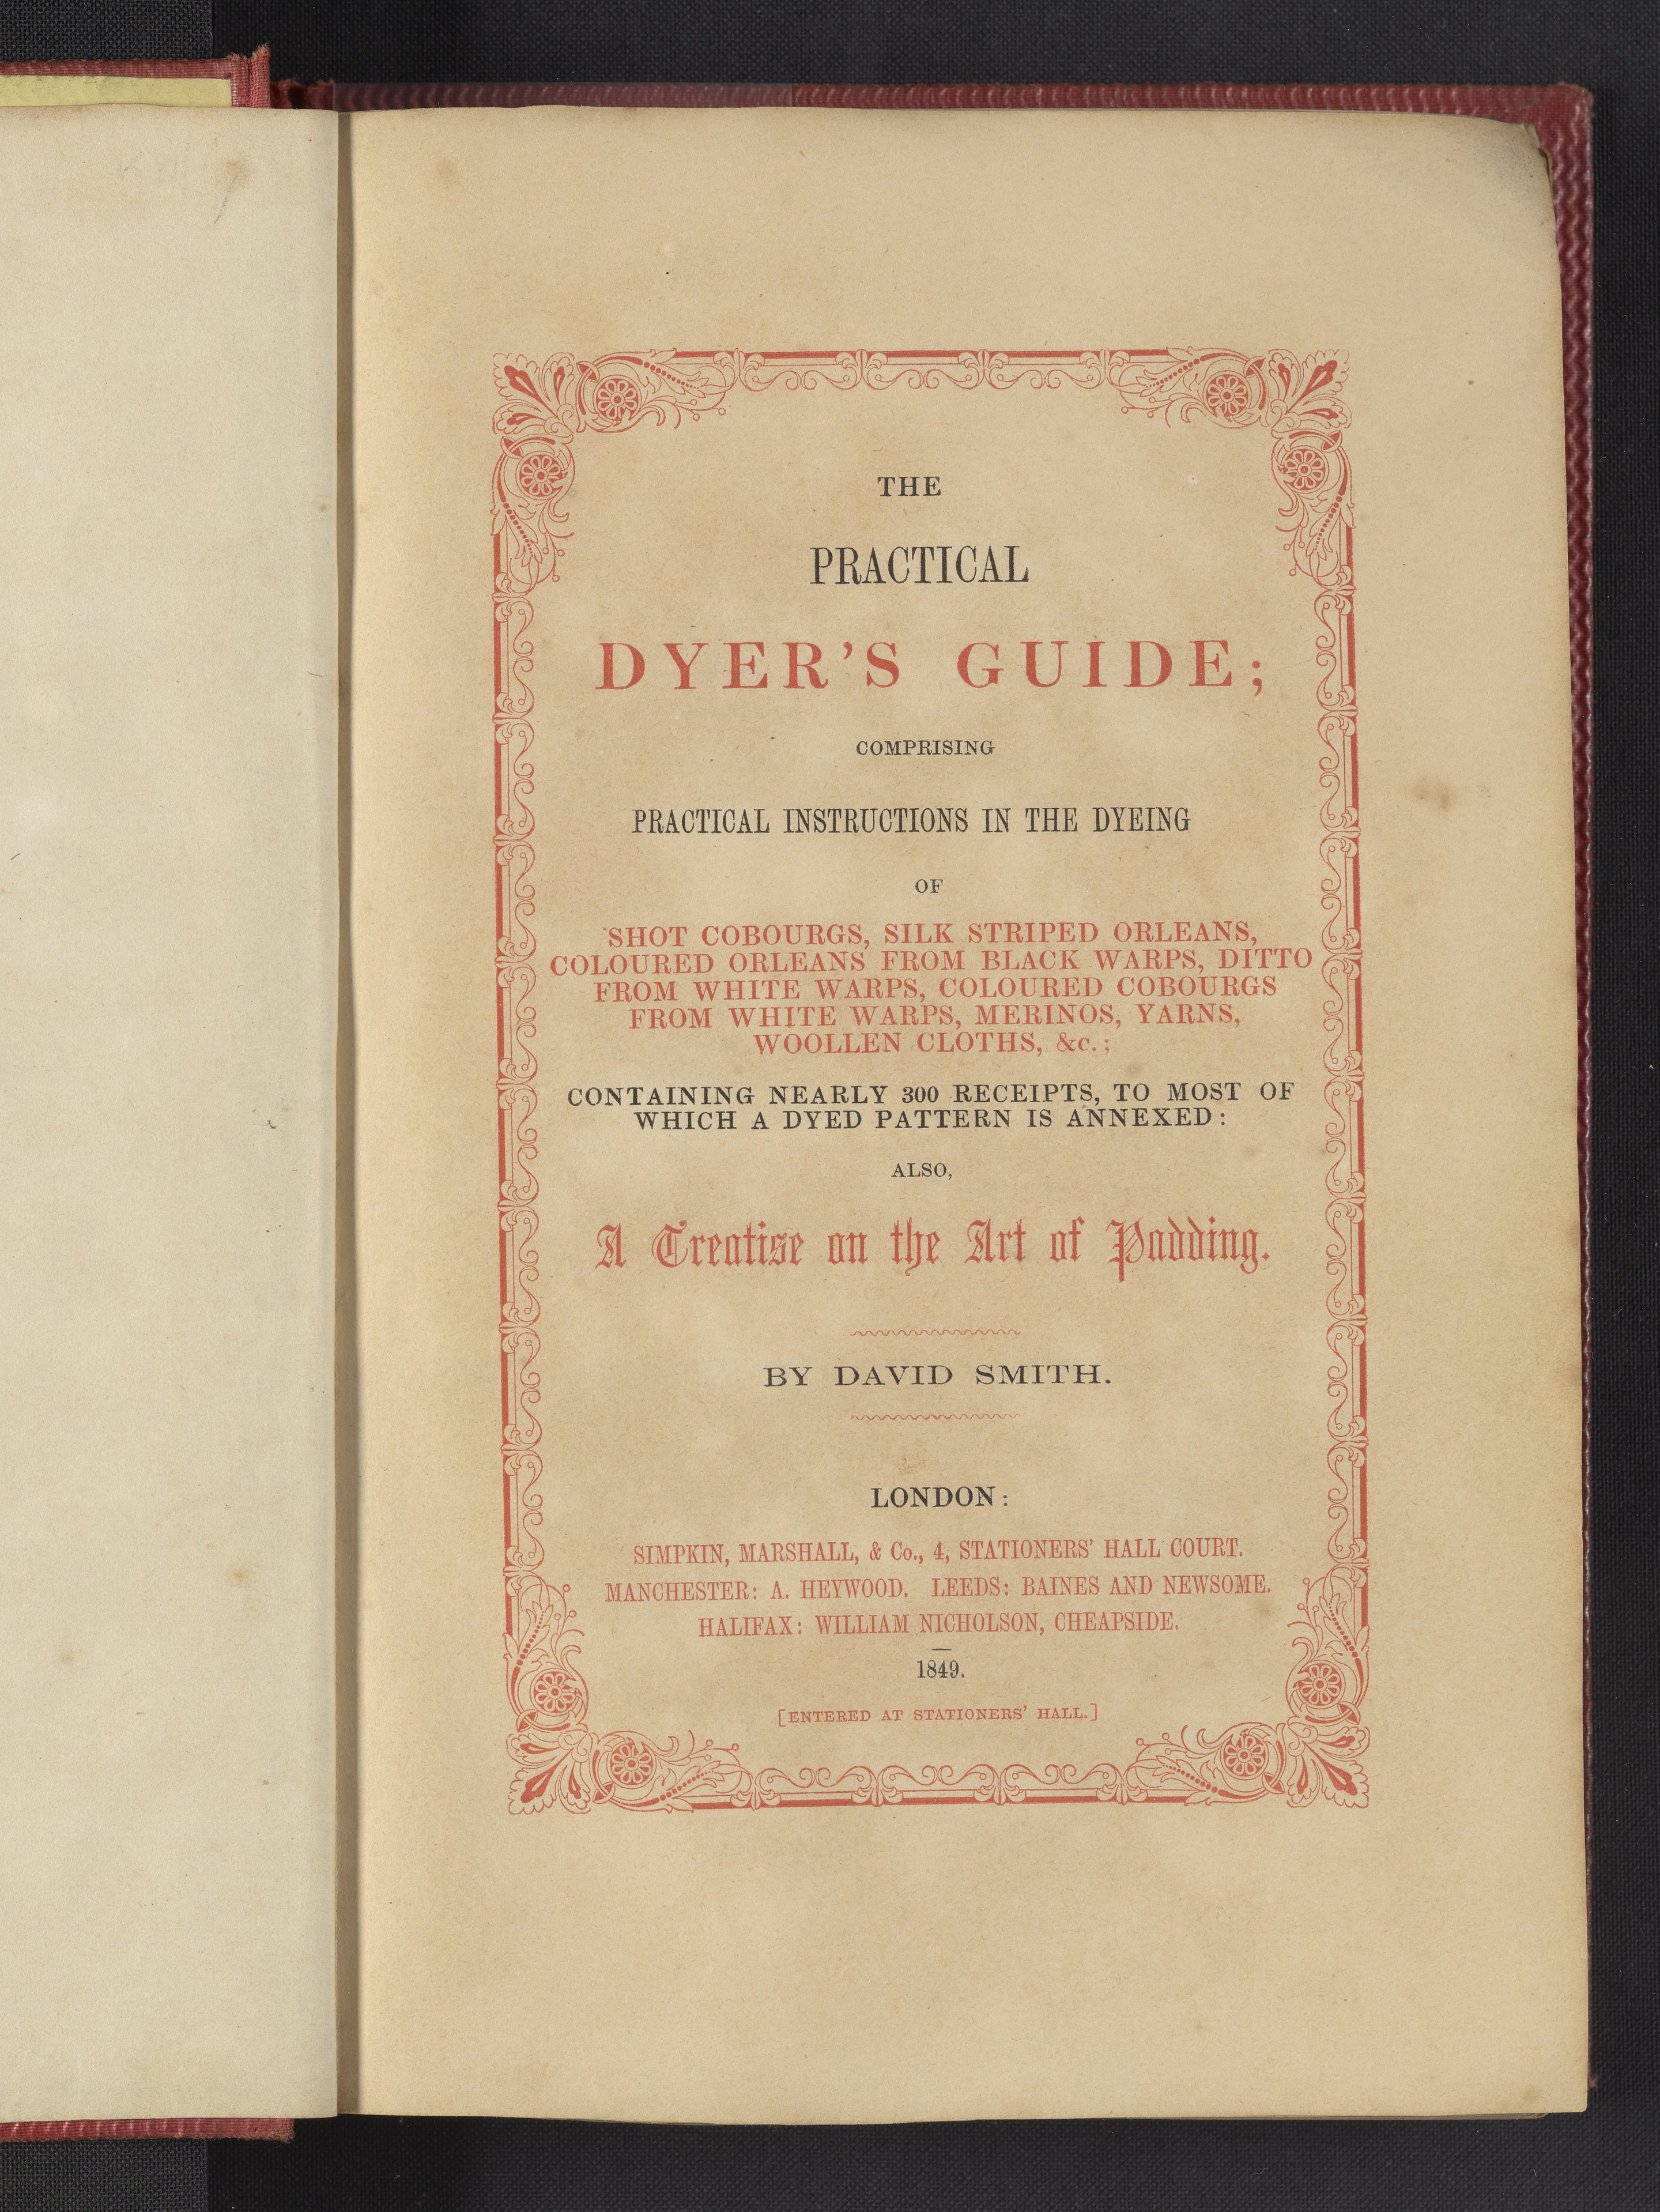 THE
PRACTICAL
DYER'S GUIDE;
COMPRISING
PRACTICAL INSTRUCTIONS IN THE DYEING
OF
SHOT COBOURGS, SILK STRIPED ORLEANS,
COLOURED ORLEANS FROM BLACK WARPS, DITTO
FROM WHITE WARPS, COLOURED COBOURGS
FROM WHITE WARPS, MERINOS, YARNS,
WOOLLEN CLOTHS, &c.;
CONTAINING NEARLY 300 RECEIPTS, TO MOST OF
WHICH A DYED PATTERN IS ANNEXED:
ALSO,
A Treatise on the Art of Padding.
BY DAVID SMITH.
LONDON:
SIMPKIN, MARSHALL, & Co., 4, STATIONERS' HALL COURT.
MANCHESTER: A. HEYWOOD. LEEDS: BAINES AND NEWSOME.
HALIFAX: WILLIAM NICHOLSON, CHEAPSIDE.
1849.
[ENTERED AT STATIONERS' HALL.]